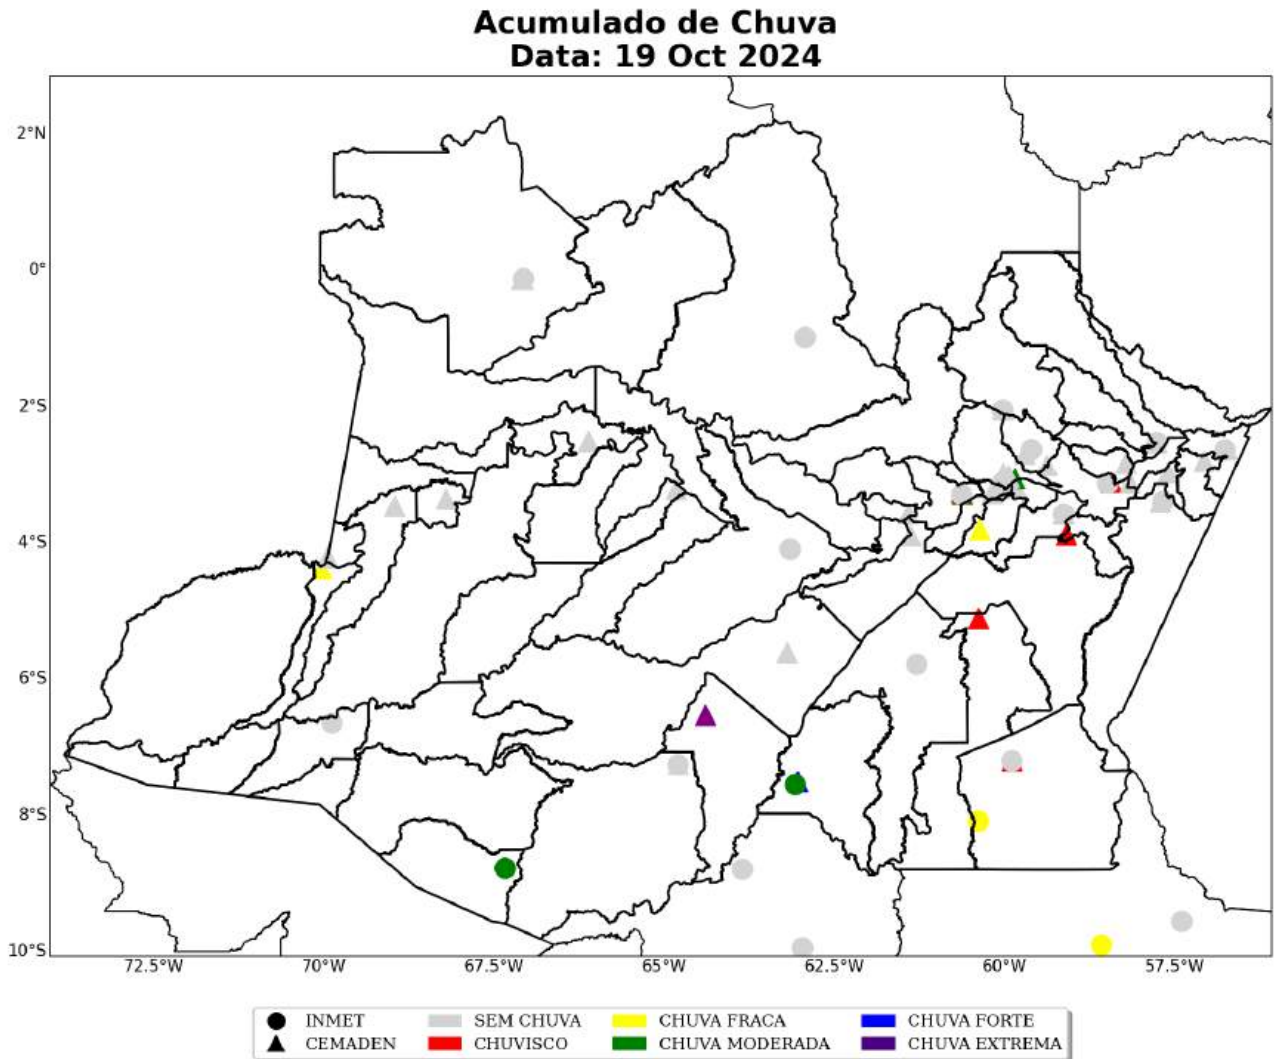 Acumulado de Chuva
Data: 19 Oct 2024
2°N
0°
2°S
4°S
6°S
8°S
10°S
72.5°W 70°W 67.5°W 65°W 62.5°W 60°W 57.5°W
INMET SEM CHUVA CHUVA FRACA CHUVA FORTE
CEMADEN CHUVISCO CHUVA MODERADA CHUVA EXTREMA